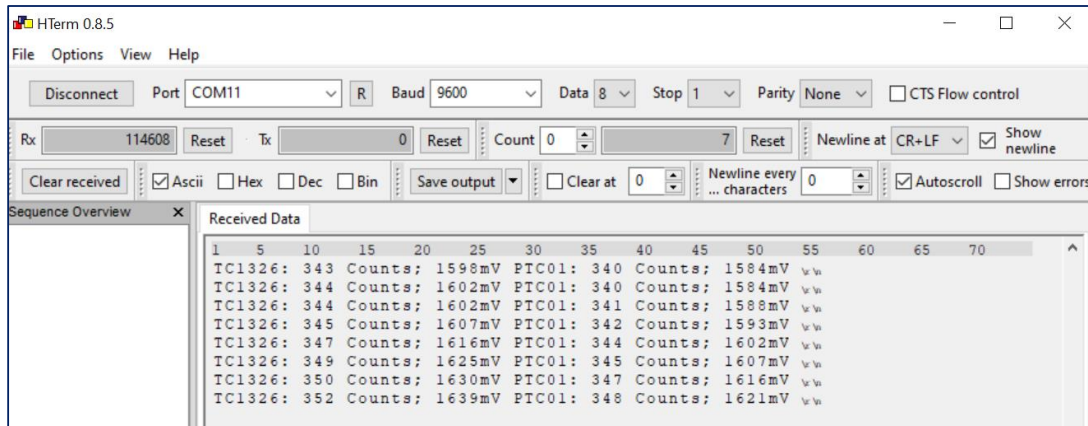 HTerm 0.8.5
File Options View Help
Disconnect Port COM11 R Baud 9600 Data 8 Stop 1 Parity None CTS Flow control
Rx 114608 Reset Tx 0 Reset Count 0 7 Reset Newline at CR+LF Show newline
Clear received Ascii Hex Dec Bin Save output Clear at 0 Newline every ... characters 0 Autoscroll Show errors
Sequence Overview X Received Data
1 5 10 15 20 25 30 35 40 45 50 55 60 65 70
TC1326: 343 Counts; 1598mV PTC01: 340 Counts; 1584mV \r \n
TC1326: 344 Counts; 1602mV PTC01: 340 Counts; 1584mV \r \n
TC1326: 344 Counts; 1602mV PTC01: 341 Counts; 1588mV \r \n
TC1326: 345 Counts; 1607mV PTC01: 342 Counts; 1593mV \r \n
TC1326: 347 Counts; 1616mV PTC01: 344 Counts; 1602mV \r \n
TC1326: 349 Counts; 1625mV PTC01: 345 Counts; 1607mV \r \n
TC1326: 350 Counts; 1630mV PTC01: 347 Counts; 1616mV \r \n
TC1326: 352 Counts; 1639mV PTC01: 348 Counts; 1621mV \r \n